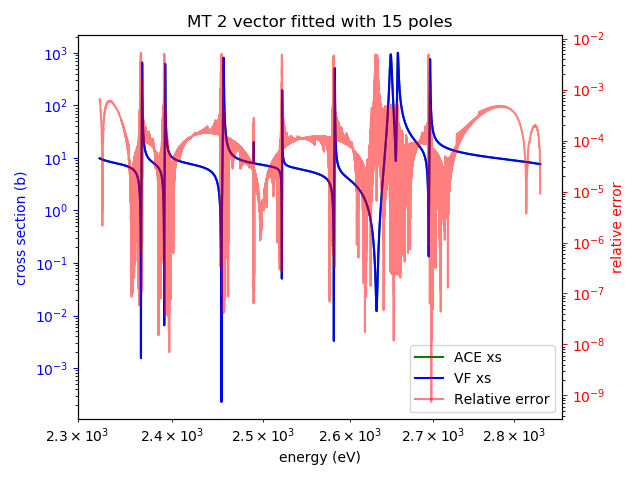 MT 2 vector fitted with 15 poles
10³
10²
10¹
10⁰
10⁻¹
10⁻²
10⁻³
cross section (b)
10⁻²
10⁻³
10⁻⁴
10⁻⁵
10⁻⁶
10⁻⁷
10⁻⁸
10⁻⁹
relative error
ACE xs
VF xs
Relative error
2.3 × 10³ 2.4 × 10³ 2.5 × 10³ 2.6 × 10³ 2.7 × 10³ 2.8 × 10³
energy (eV)